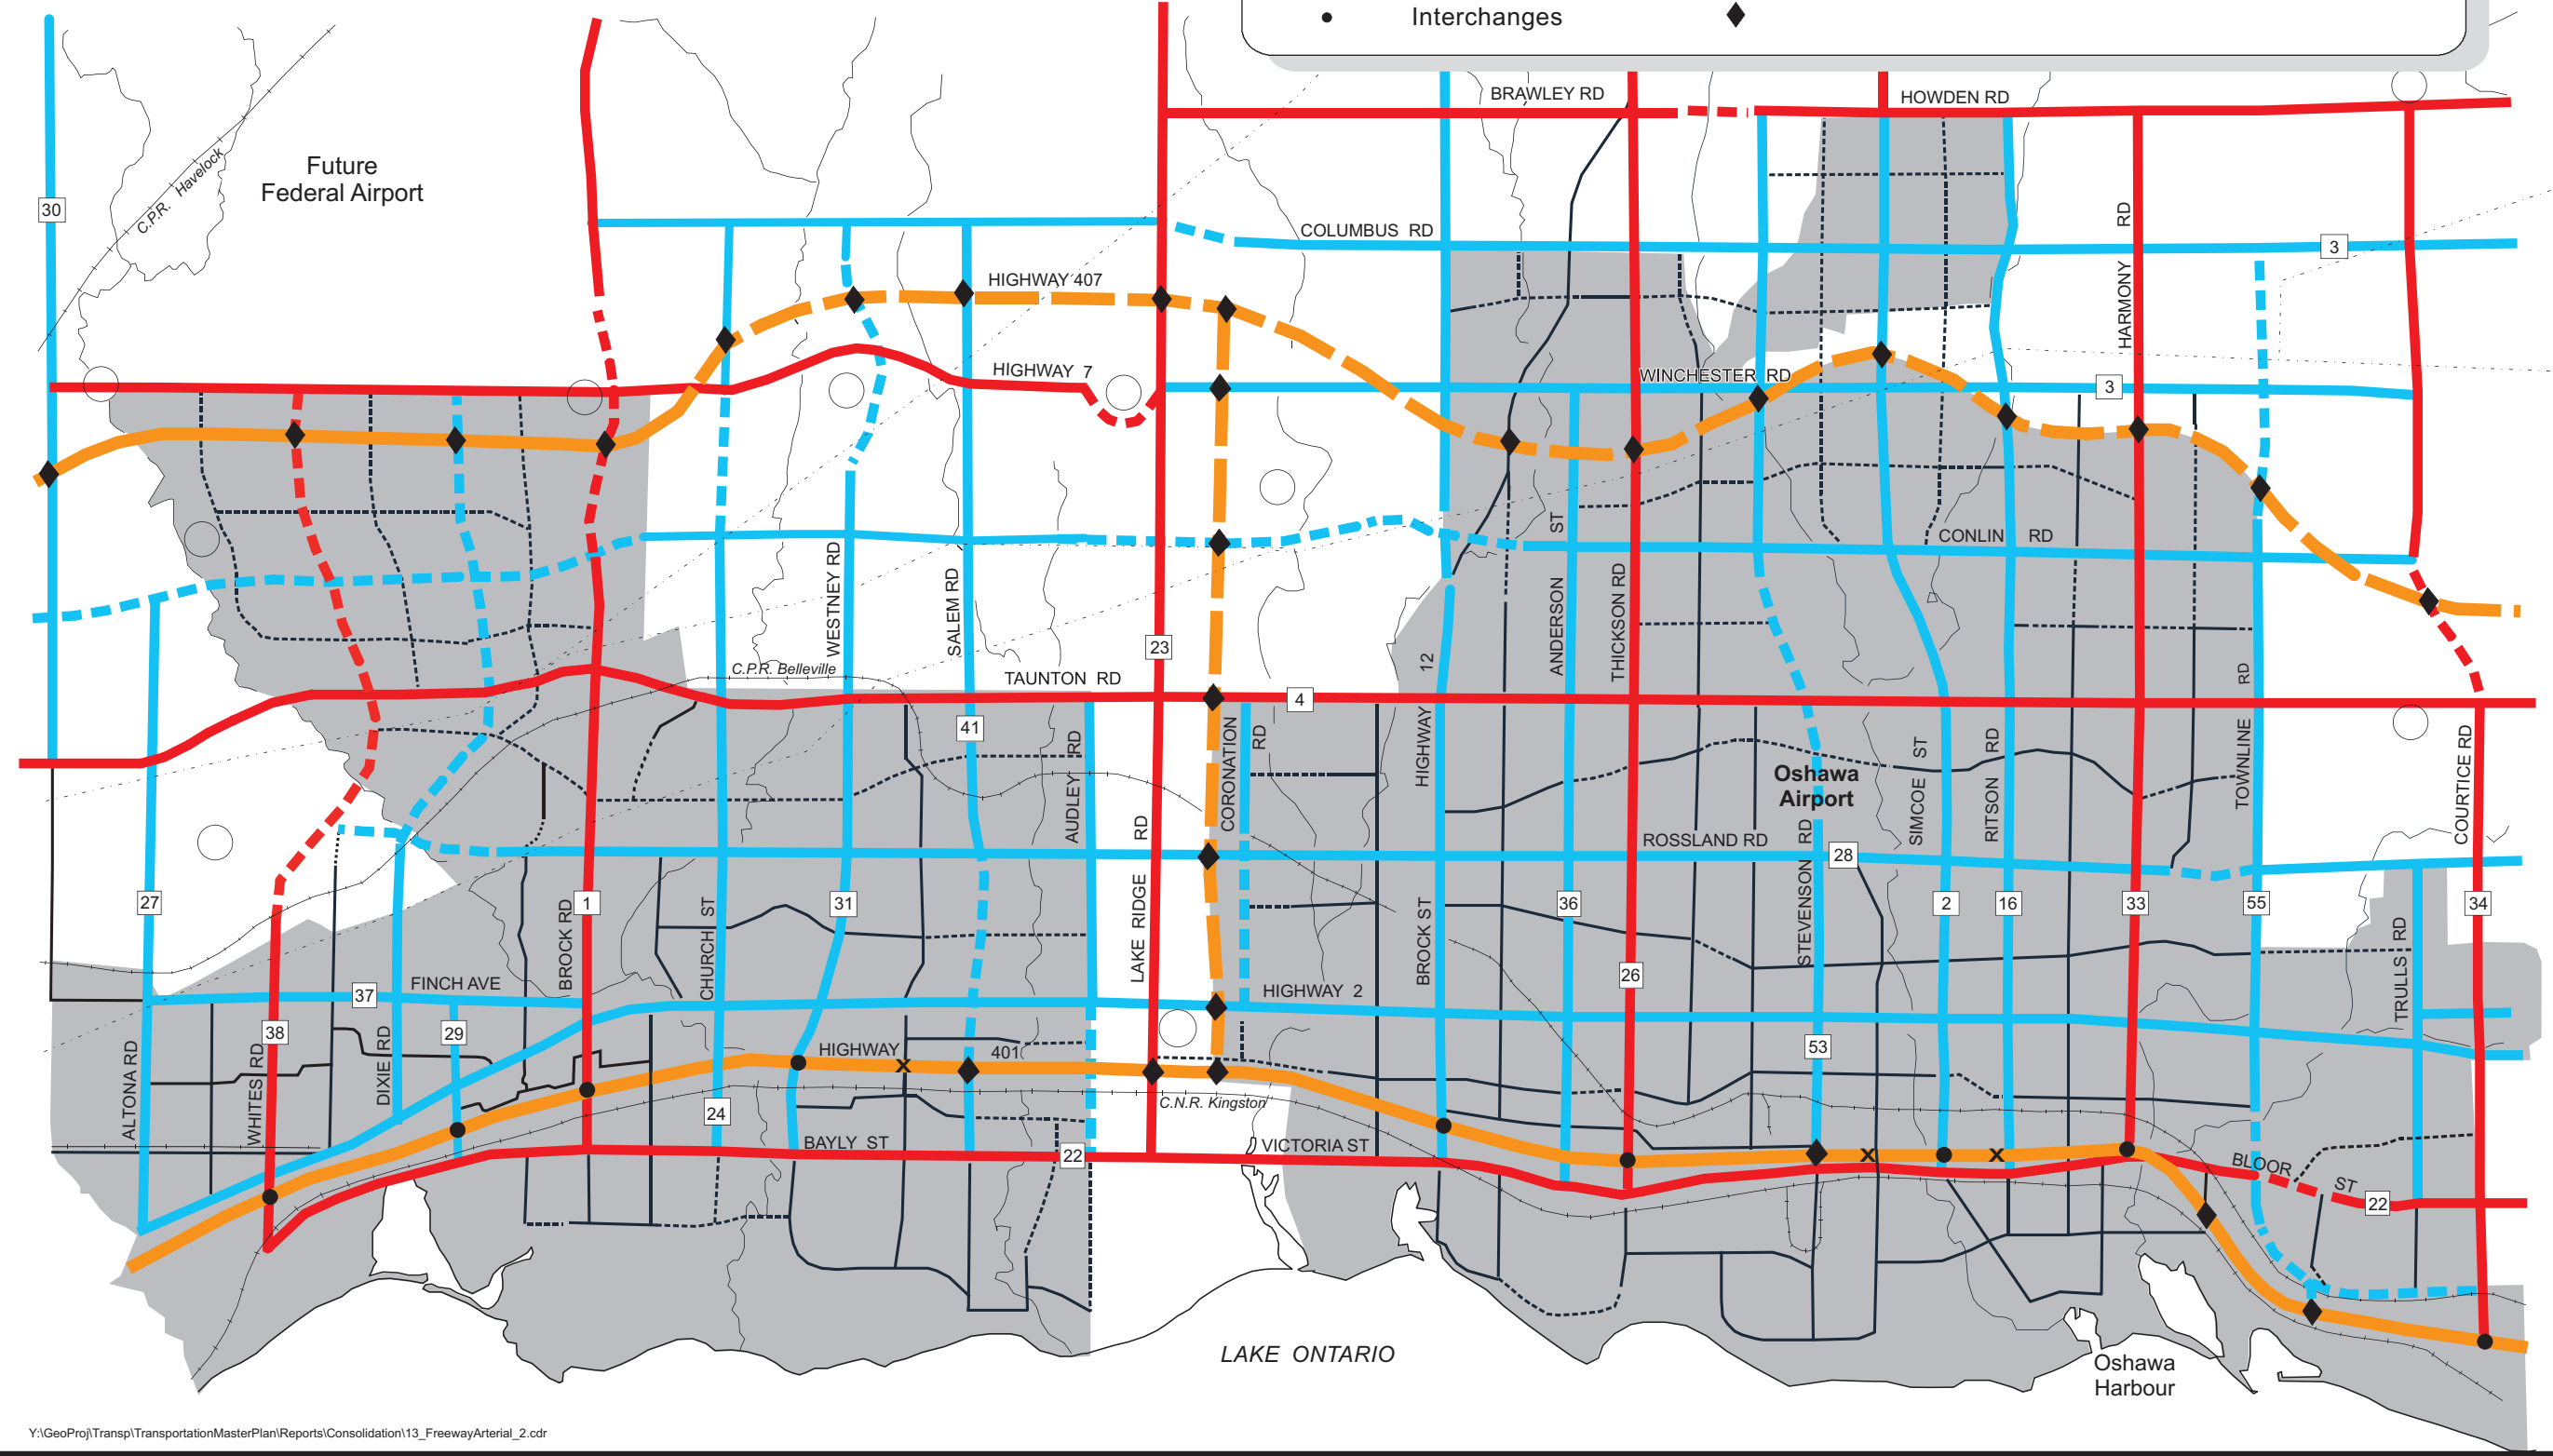 Interchanges
BRAWLEY RD
HOWDEN RD
Future
Federal Airport
C.P.R. Havelock
30
COLUMBUS RD
3
HARMONY RD
HIGHWAY 407
HIGHWAY 7
WINCHESTER RD
3
CONLIN RD
WESTNEY RD
SALEM RD
ANDERSON ST
THICKSON RD
23
12
HIGHWAY
C.P.R. Belleville
TAUNTON RD
4
41
AUDLEY RD
CORONATION RD
Oshawa
Airport
SIMCOE ST
RITSON RD
TOWNLINE RD
COURTICE RD
LAKE RIDGE RD
ROSSLAND RD
28
STEVENSON RD
27
1
BROCK RD
CHURCH ST
31
BROCK ST
36
2
16
33
55
34
TRULLS RD
26
37
FINCH AVE
HIGHWAY 2
38
29
53
ALTONA RD
WHITES RD
DIXIE RD
HIGHWAY
x
401
24
C.N.R. Kingston
BAYLY ST
22
VICTORIA ST
x
x
BLOOR ST
22
LAKE ONTARIO
Oshawa
Harbour
Y:\GeoProj\Transp\TransportationMasterPlan\Reports\Consolidation\13_FreewayArterial_2.cdr